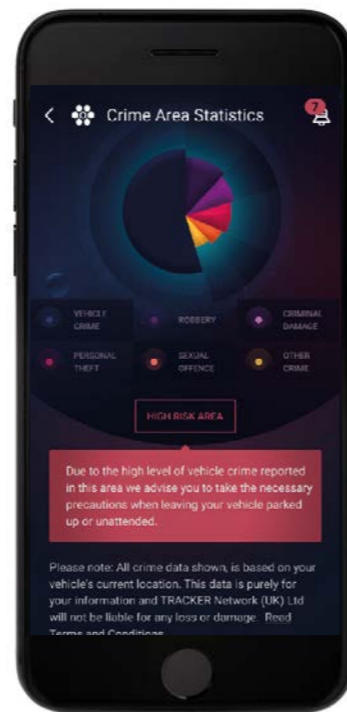 Crime Area Statistics
7
VEHICLE CRIME
ROBBERY
CRIMINAL DAMAGE
PERSONAL THEFT
SEXUAL OFFENCE
OTHER CRIME
HIGH RISK AREA
Due to the high level of vehicle crime reported
in this area we advise you to take the necessary
precautions when leaving your vehicle parked
up or unattended.
Please note: All crime data shown, is based on your
vehicle's current location. This data is purely for
your information and TRACKER Network (UK) Ltd
will not be liable for any loss or damage. Read
Terms and Conditions